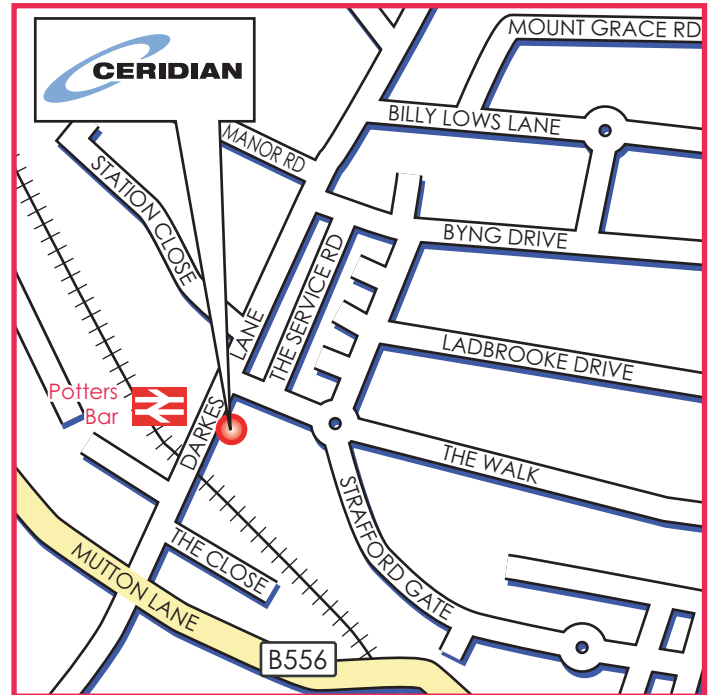 MOUNT GRACE RD
CERIDIAN
BILLY LOWS LANE
MANOR RD
STATION CLOSE
BYNG DRIVE
THE SERVICE RD
DARKES LANE
LADBROOKE DRIVE
Potters
Bar
THE WALK
STRAFFORD GATE
THE CLOSE
MUTTON LANE
B556